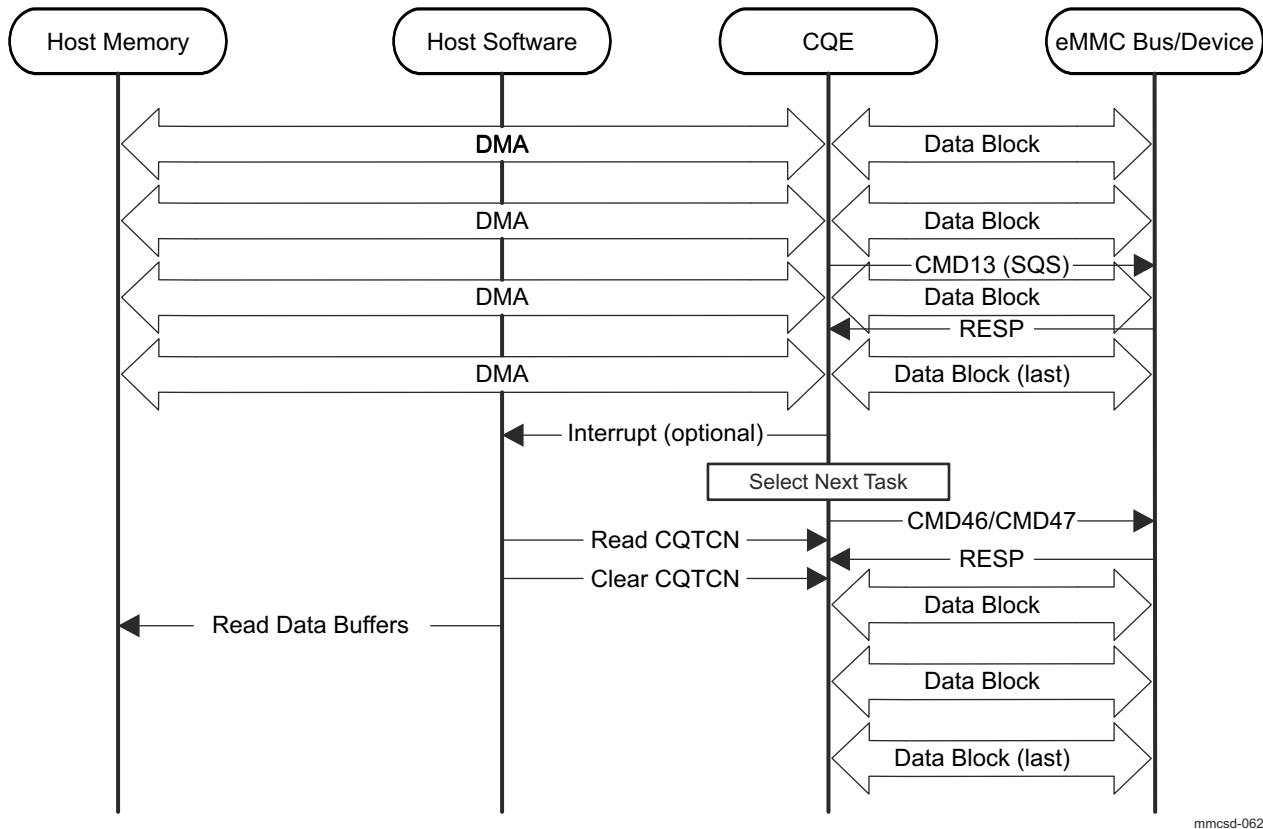 Host Memory
Host Software
CQE
eMMC Bus/Device
DMA
Data Block
DMA
Data Block
CMD13 (SQS)
DMA
Data Block
RESP
DMA
Data Block (last)
Interrupt (optional)
Select Next Task
CMD46/CMD47
Read CQTCN
RESP
Clear CQTCN
Data Block
Read Data Buffers
Data Block
Data Block (last)
mmcsd-062